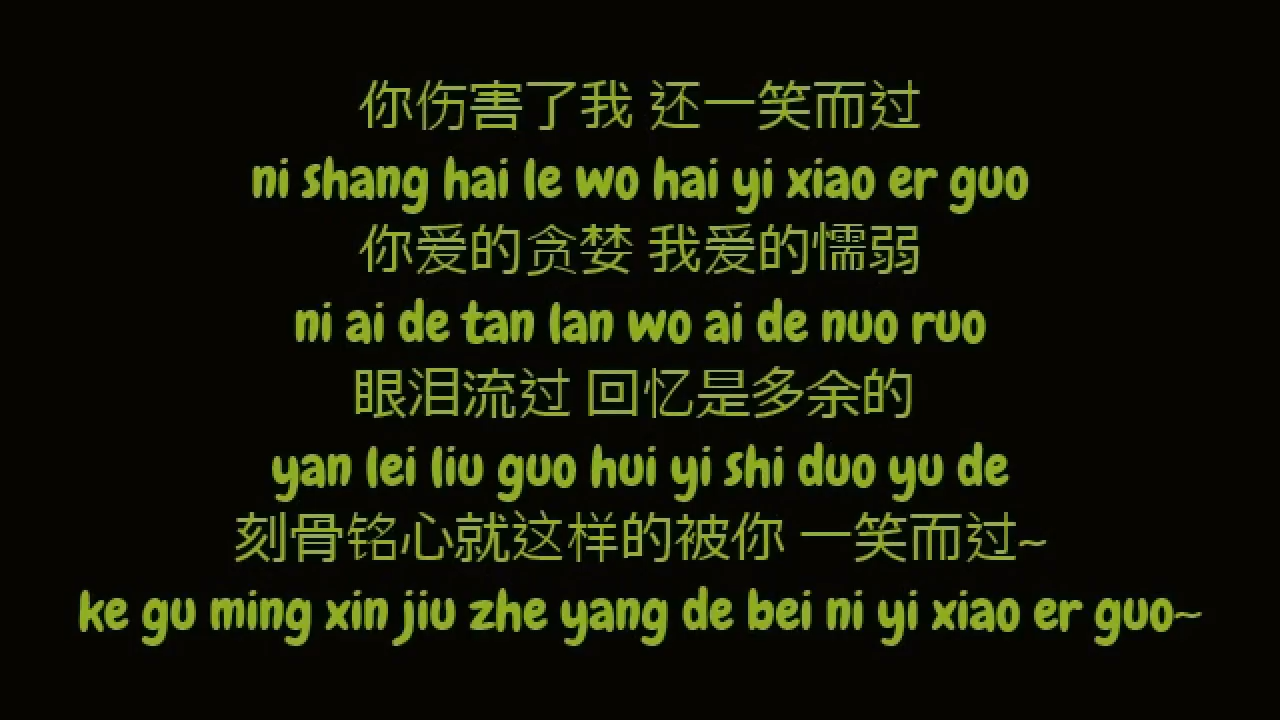 你伤害了我 还一笑而过
ni shang hai le wo hai yi xiao er guo
你爱的贪婪 我爱的懦弱
ni ai de tan lan wo ai de nuo ruo
眼泪流过 回忆是多余的
yan lei liu guo hui yi shi duo yu de
刻骨铭心就这样的被你 一笑而过~
ke gu ming xin jiu zhe yang de bei ni yi xiao er guo~